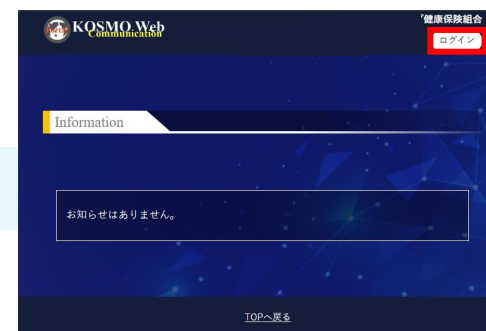 KOSMO Web
Communication
「健康保険組合
ログイン
Information
お知らせはありません。
TOPへ戻る